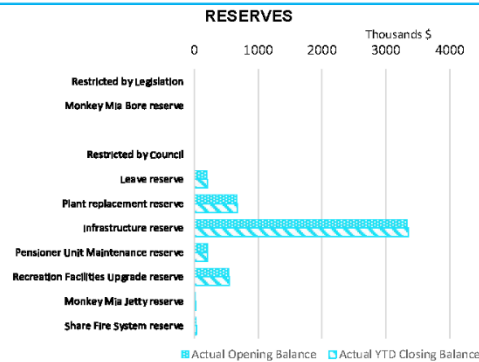 RESERVES
Thousands $
0 1000 2000 3000 4000
Restricted by Legislation
Monkey Mia Bore reserve
Restricted by Council
Leave reserve
Plant replacement reserve
Infrastructure reserve
Pensioner Unit Maintenance reserve
Recreation Facilities Upgrade reserve
Monkey Mia Jetty reserve
Share Fire System reserve
Actual Opening Balance Actual YTD Closing Balance